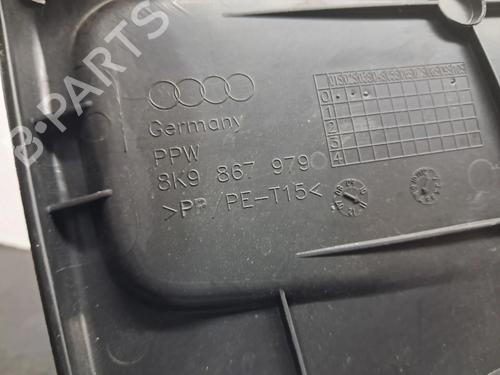 B-PARTS
Germany
PPW
8K9 867 979
>PP/PE-T15<
0
1
2
3
4